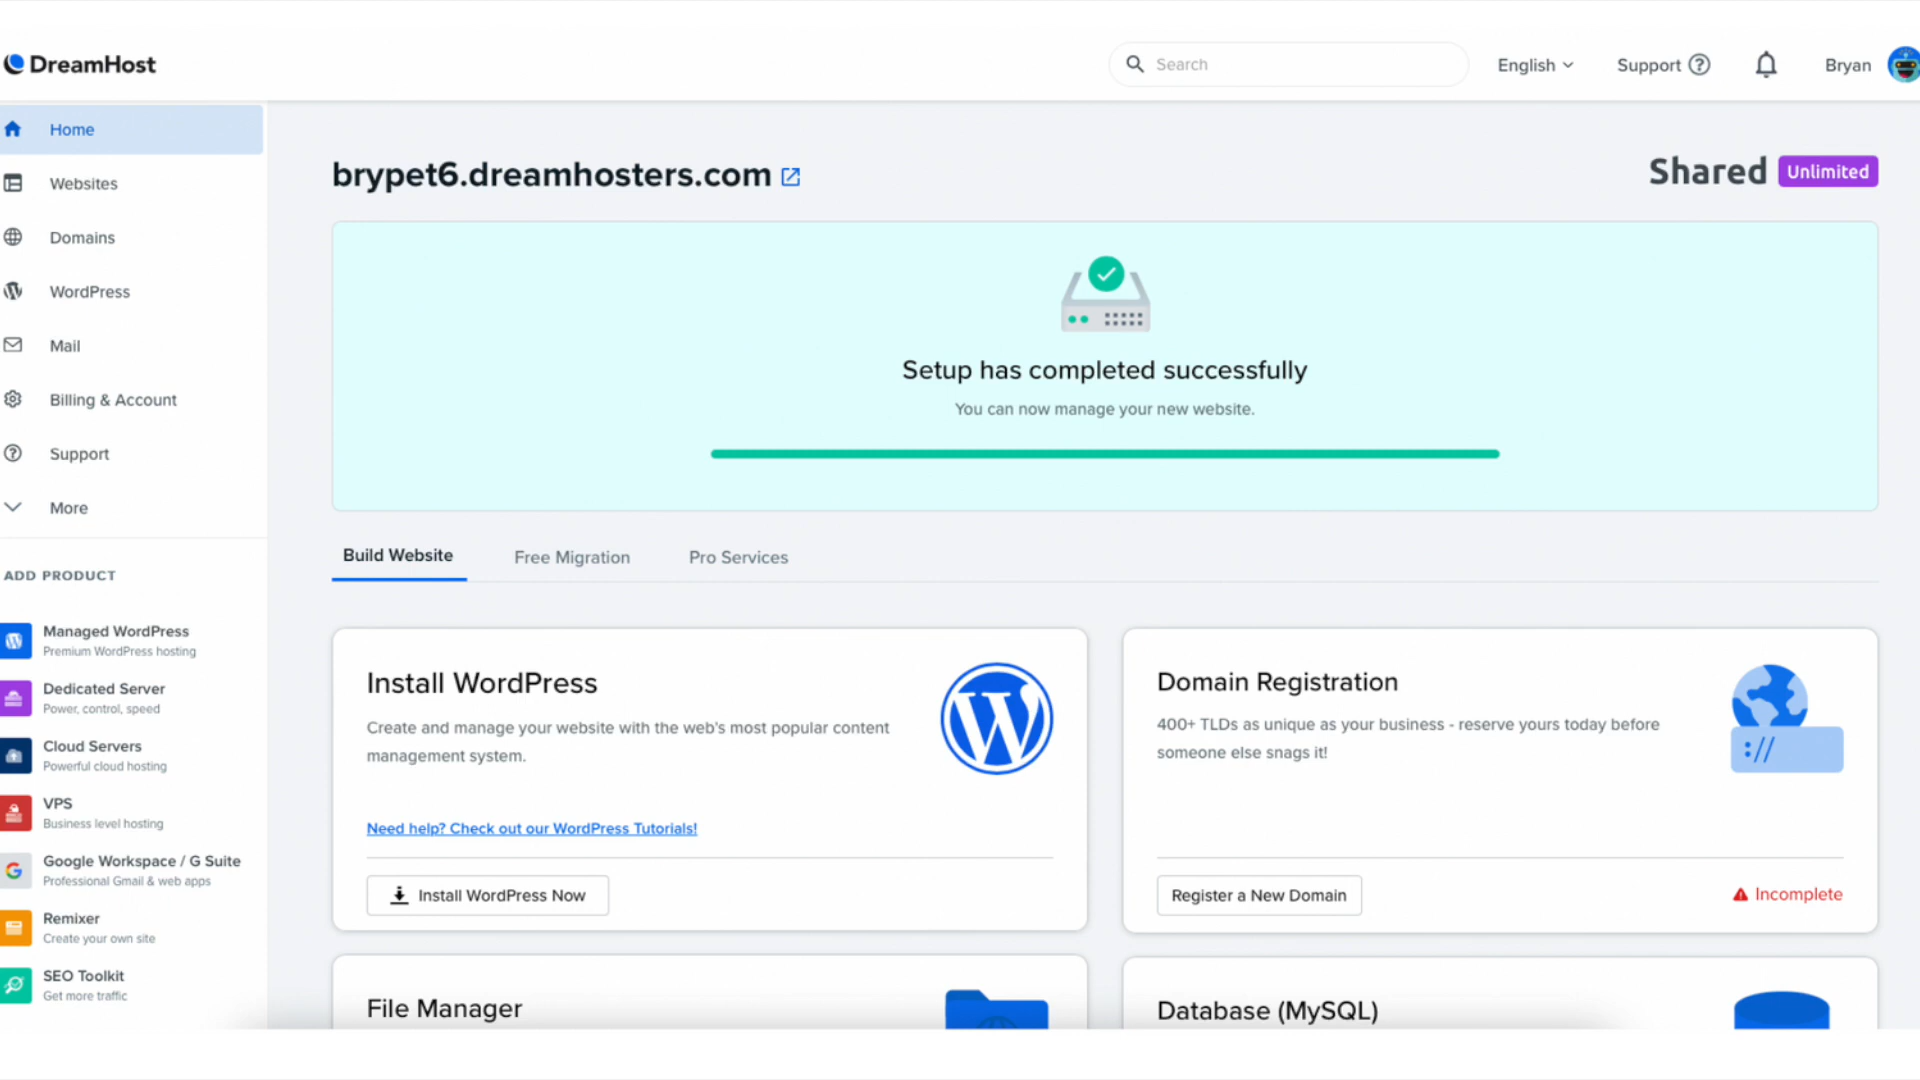 DreamHost
Search
English
Support
Bryan
Home
Websites
Domains
WordPress
Mail
Billing & Account
Support
More
ADD PRODUCT
Managed WordPress
Premium WordPress hosting
Dedicated Server
Power, control, speed
Cloud Servers
Powerful cloud hosting
VPS
Business level hosting
Google Workspace / G Suite
Professional Gmail & web apps
Remixer
Create your own site
SEO Toolkit
Get more traffic
brypet6.dreamhosters.com
Shared Unlimited
Setup has completed successfully
You can now manage your new website.
Build Website
Free Migration
Pro Services
Install WordPress
Create and manage your website with the web's most popular content
management system.
Need help? Check out our WordPress Tutorials!
Install WordPress Now
Domain Registration
400+ TLDs as unique as your business - reserve yours today before
someone else snags it!
://
Register a New Domain
Incomplete
File Manager
Database (MySQL)